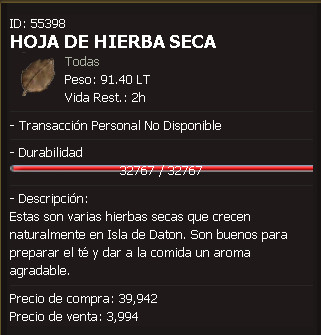 ID: 55398
HOJA DE HIERBA SECA
Todas
Peso: 91.40 LT
Vida Rest.: 2h
- Transacción Personal No Disponible
- Durabilidad
32767 / 32767
- Descripción:
Estas son varias hierbas secas que crecen
naturalmente en Isla de Daton. Son buenos para
preparar el té y dar a la comida un aroma
agradable.
Precio de compra: 39,942
Precio de venta: 3,994